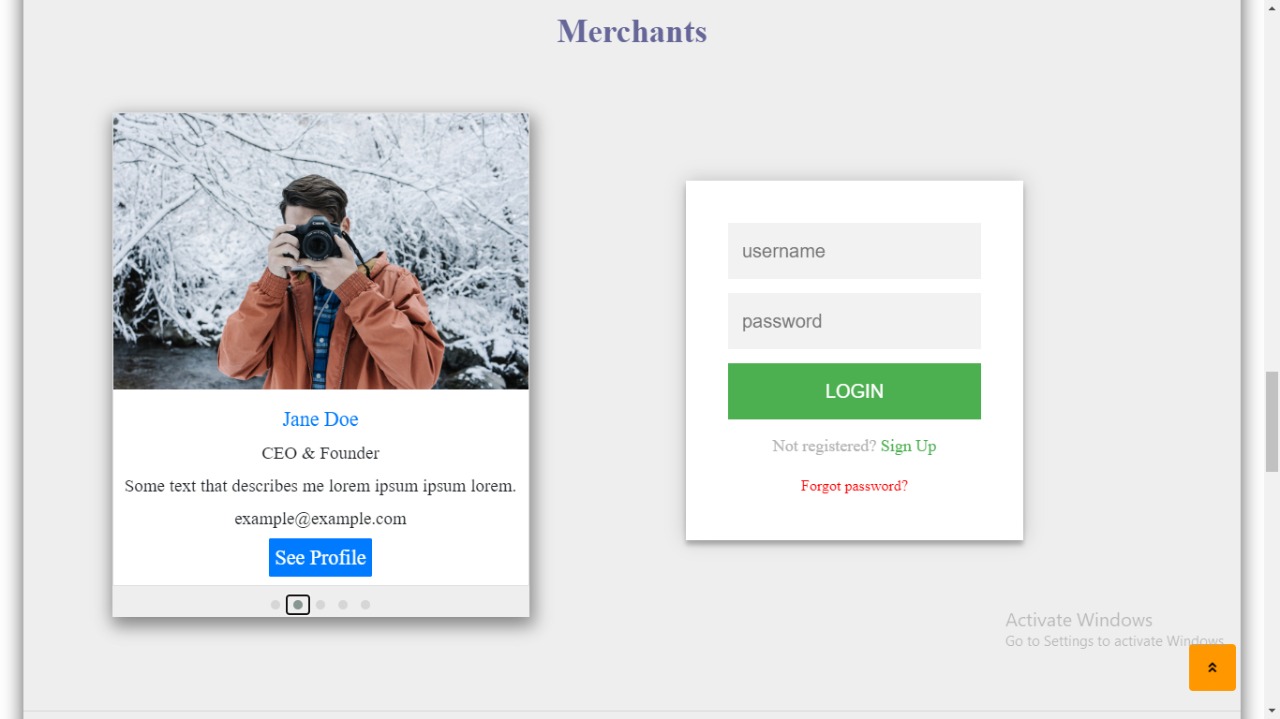 Merchants
Jane Doe
CEO & Founder
Some text that describes me lorem ipsum ipsum lorem.
example@example.com
See Profile
username
password
LOGIN
Not registered? Sign Up
Forgot password?
Activate Windows
Go to Settings to activate Windows.